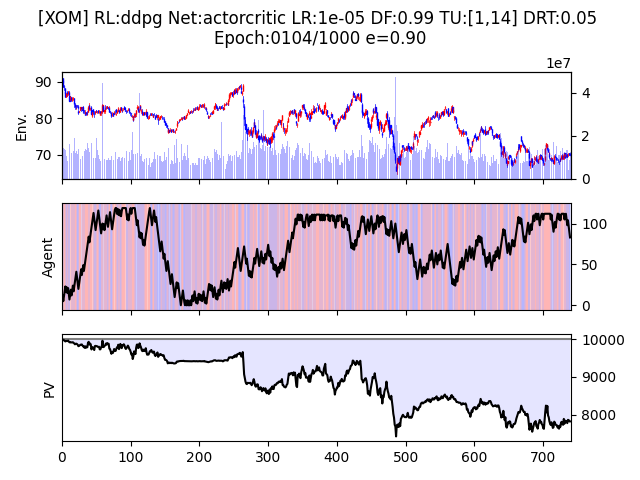 [XOM] RL:ddpg Net:actorcritic LR:1e-05 DF:0.99 TU:[1,14] DRT:0.05
Epoch:0104/1000 e=0.90
1e7
90
80
70
Env.
4
2
0
Agent
100
50
0
PV
10000
9000
8000
0 100 200 300 400 500 600 700